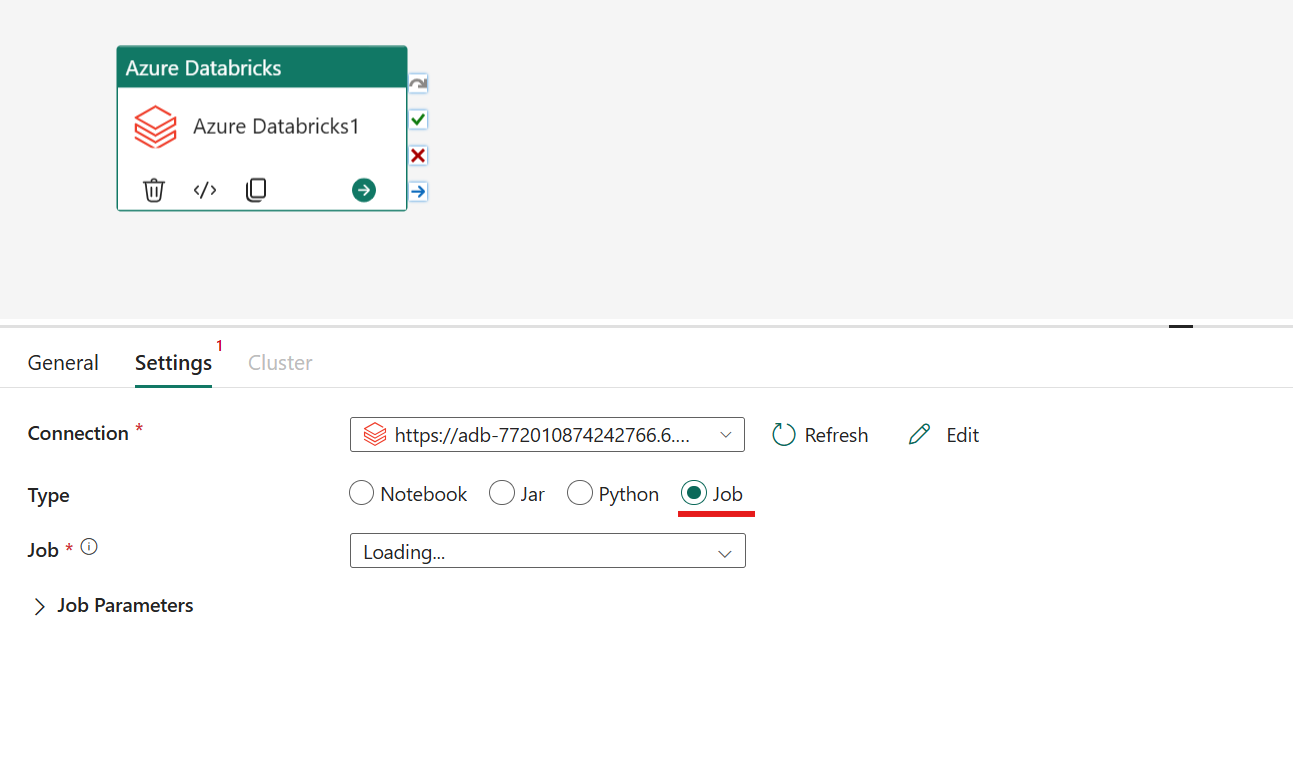 Azure Databricks
Azure Databricks1
General Settings 1 Cluster
Connection * https://adb-772010874242766.6.... Refresh Edit
Type Notebook Jar Python Job
Job * Loading...
Job Parameters